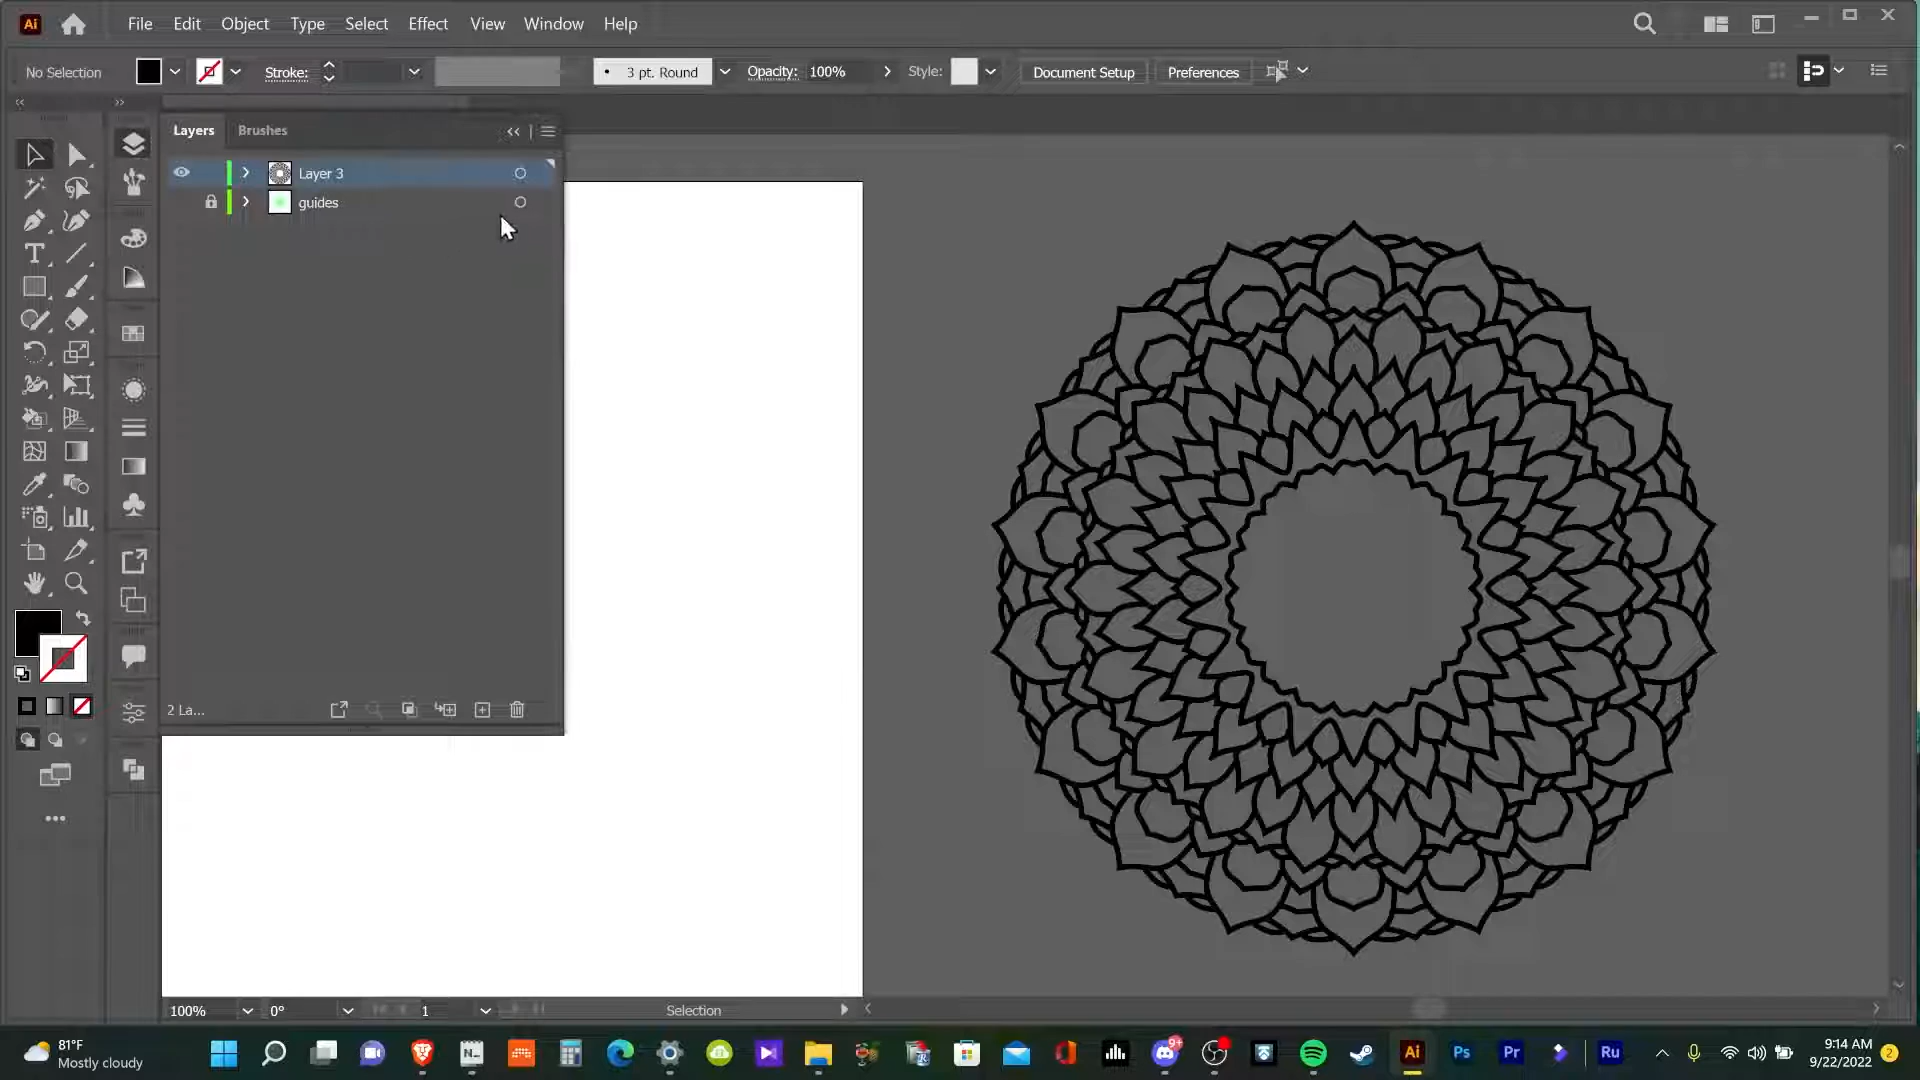 Ai File Edit Object Type Select Effect View Window Help
No Selection Stroke: 3 pt. Round Opacity: 100% Style: Document Setup Preferences
Layers Brushes
Layer 3
guides
2 La...
100% 0° 1 Selection
81°F
Mostly cloudy
N
9+
Ai Ps Pr Ru
9:14 AM
9/22/2022
2